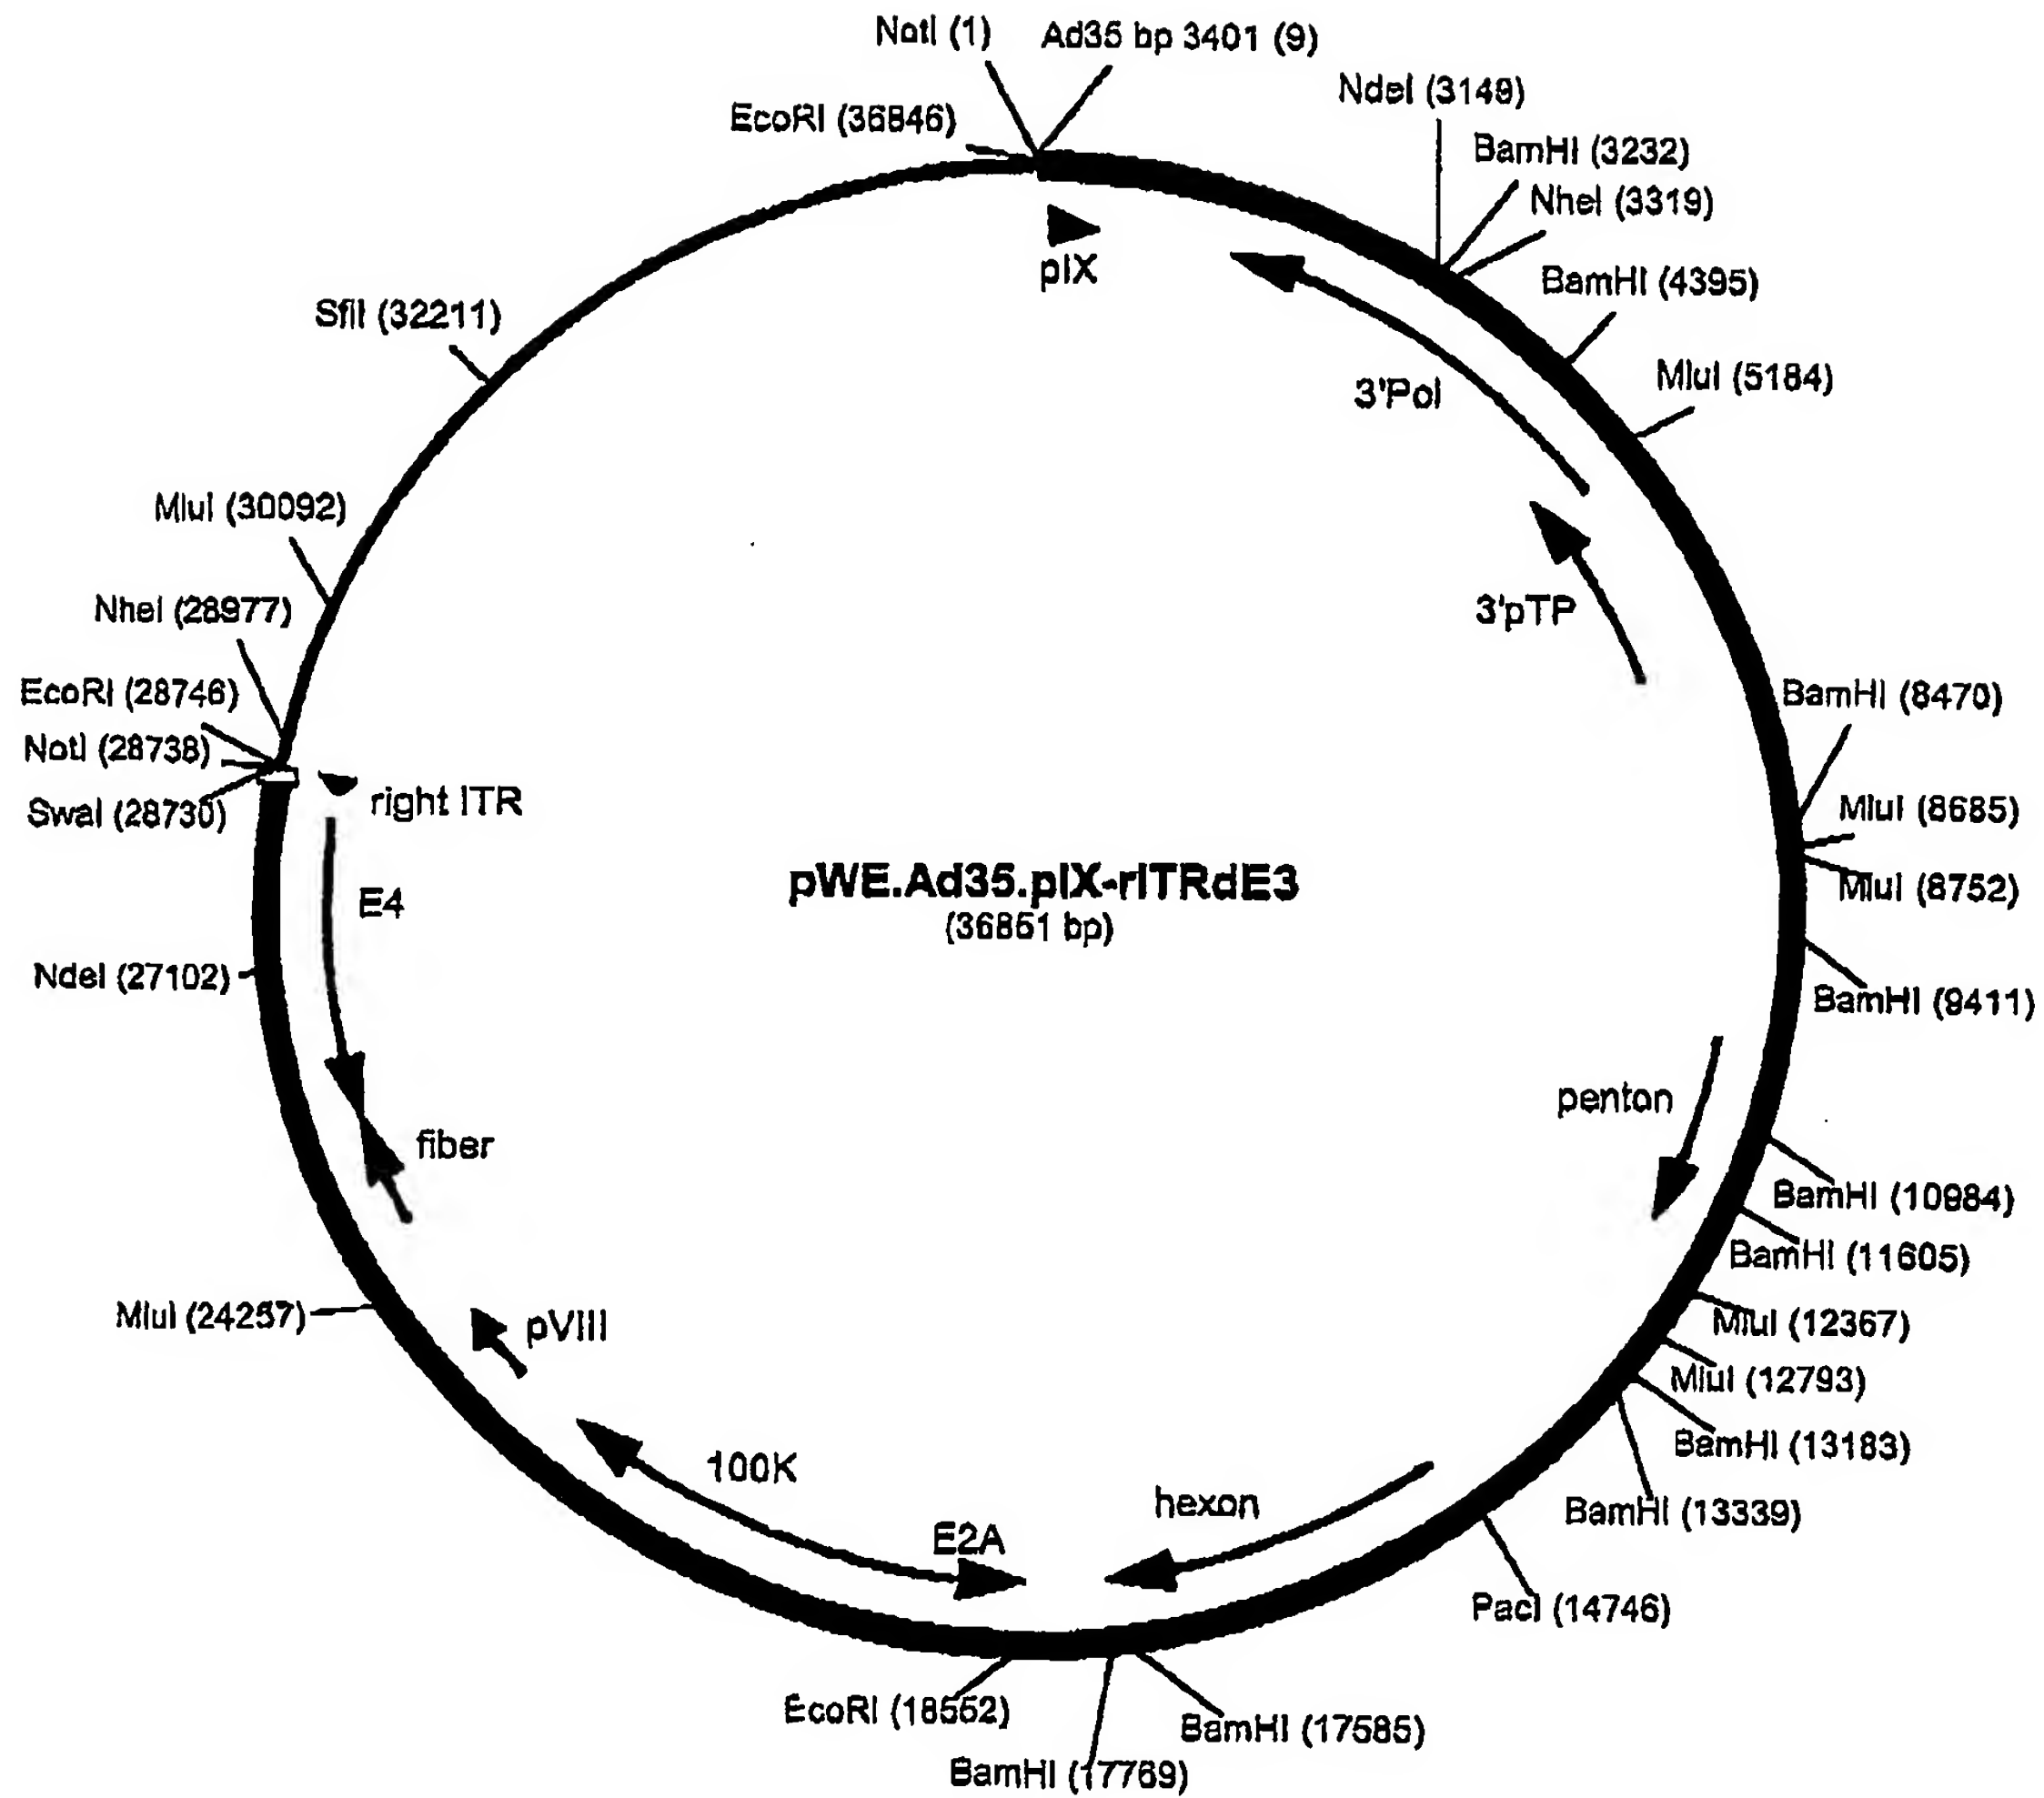 NotI (1)
Ad35 bp 3401 (9)
NdeI (3149)
EcoRI (36846)
BamHI (3232)
NheI (3319)
pIX
BamHI (4395)
SfiI (32211)
3'Pol
MluI (5184)
MluI (30092)
NheI (28977)
3'pTP
EcoRI (28746)
BamHI (8470)
NotI (28738)
SwaI (28730)
right ITR
MluI (8685)
pWE.Ad35.pIX-rITRdE3
(36851 bp)
E4
MluI (8752)
NdeI (27102)
BamHI (9411)
penton
fiber
BamHI (10984)
BamHI (11605)
MluI (24257)
pVIII
MluI (12367)
MluI (12793)
100K
BamHI (13183)
hexon
E2A
BamHI (13339)
PacI (14746)
EcoRI (18552)
BamHI (17585)
BamHI (17769)